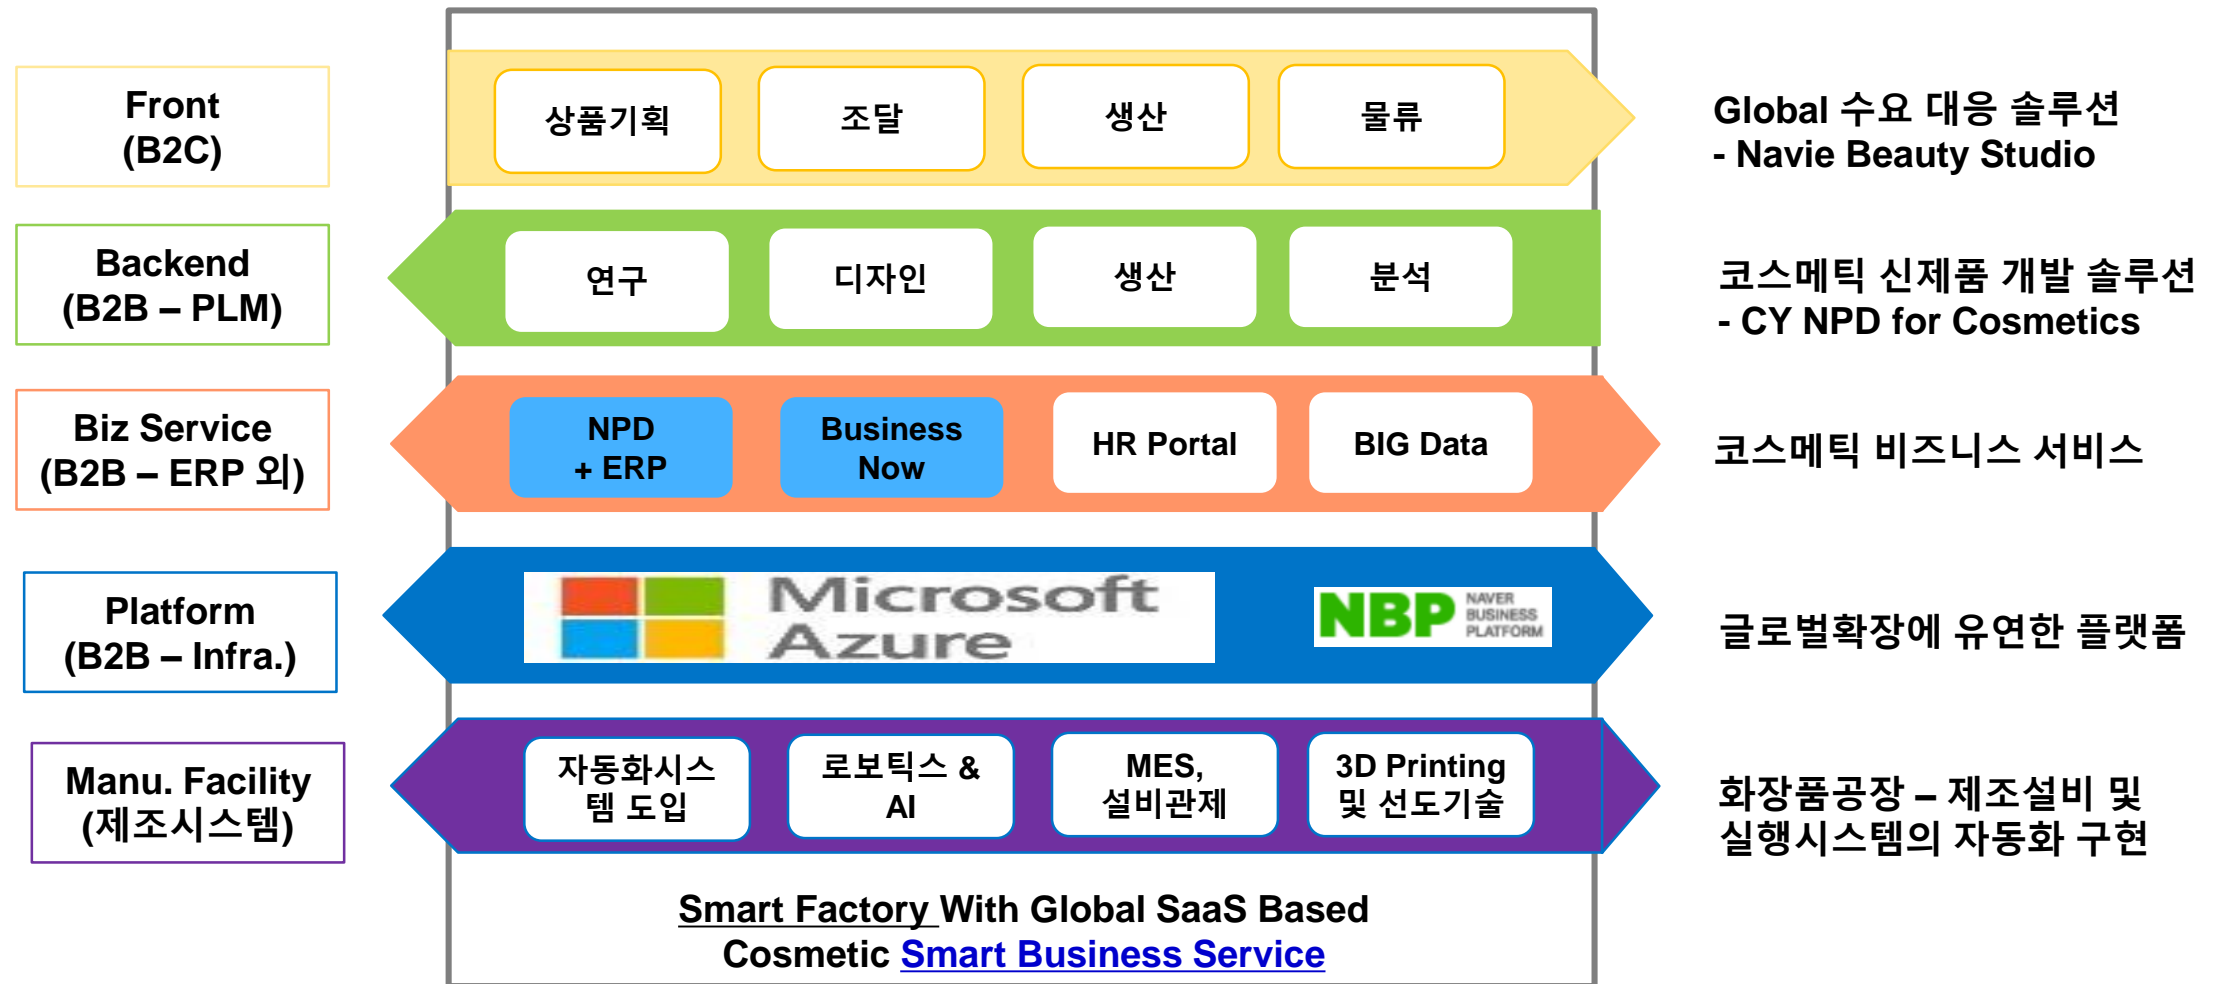 Front
(B2C)
상품기획
조달
생산
물류
Global 수요 대응 솔루션
- Navie Beauty Studio
Backend
(B2B – PLM)
연구
디자인
생산
분석
코스메틱 신제품 개발 솔루션
- CY NPD for Cosmetics
Biz Service
(B2B – ERP 외)
NPD
+ ERP
Business
Now
HR Portal
BIG Data
코스메틱 비즈니스 서비스
Platform
(B2B – Infra.)
Microsoft
Azure
NBP
NAVER
BUSINESS
PLATFORM
글로벌확장에 유연한 플랫폼
Manu. Facility
(제조시스템)
자동화시스
템 도입
로보틱스 &
AI
MES,
설비관제
3D Printing
및 선도기술
화장품공장 – 제조설비 및
실행시스템의 자동화 구현
Smart Factory With Global SaaS Based
Cosmetic Smart Business Service